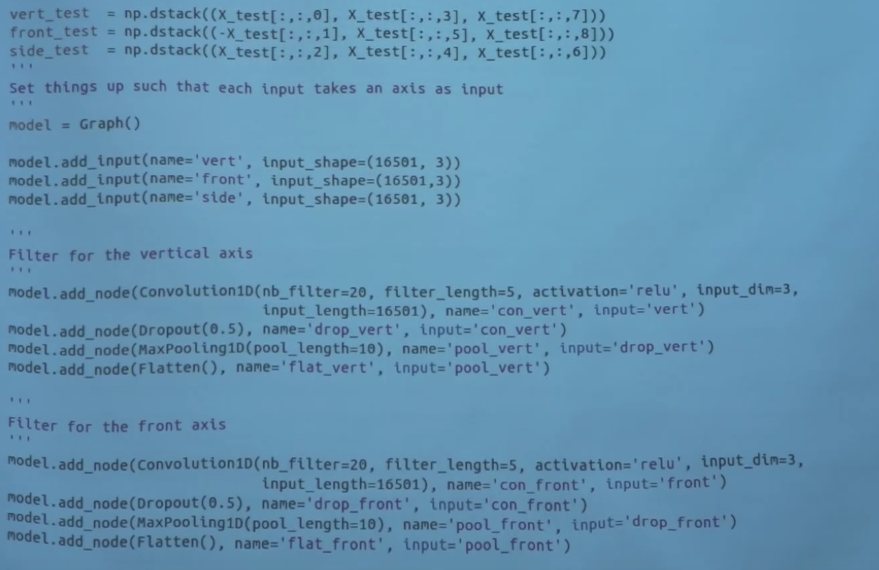 vert_test  = np.dstack((X_test[:,:,0], X_test[:,:,3], X_test[:,:,7]))
front_test = np.dstack((-X_test[:,:,1], X_test[:,:,5], X_test[:,:,8]))
side_test  = np.dstack((X_test[:,:,2], X_test[:,:,4], X_test[:,:,6]))
'''
Set things up such that each input takes an axis as input
'''
model = Graph()
model.add_input(name='vert', input_shape=(16501, 3))
model.add_input(name='front', input_shape=(16501,3))
model.add_input(name='side', input_shape=(16501, 3))
'''
Filter for the vertical axis
'''
model.add_node(Convolution1D(nb_filter=20, filter_length=5, activation='relu', input_dim=3,
input_length=16501), name='con_vert', input='vert')
model.add_node(Dropout(0.5), name='drop_vert', input='con_vert')
model.add_node(MaxPooling1D(pool_length=10), name='pool_vert', input='drop_vert')
model.add_node(Flatten(), name='flat_vert', input='pool_vert')
'''
Filter for the front axis
'''
model.add_node(Convolution1D(nb_filter=20, filter_length=5, activation='relu', input_dim=3,
input_length=16501), name='con_front', input='front')
model.add_node(Dropout(0.5), name='drop_front', input='con_front')
model.add_node(MaxPooling1D(pool_length=10), name='pool_front', input='drop_front')
model.add_node(Flatten(), name='flat_front', input='pool_front')